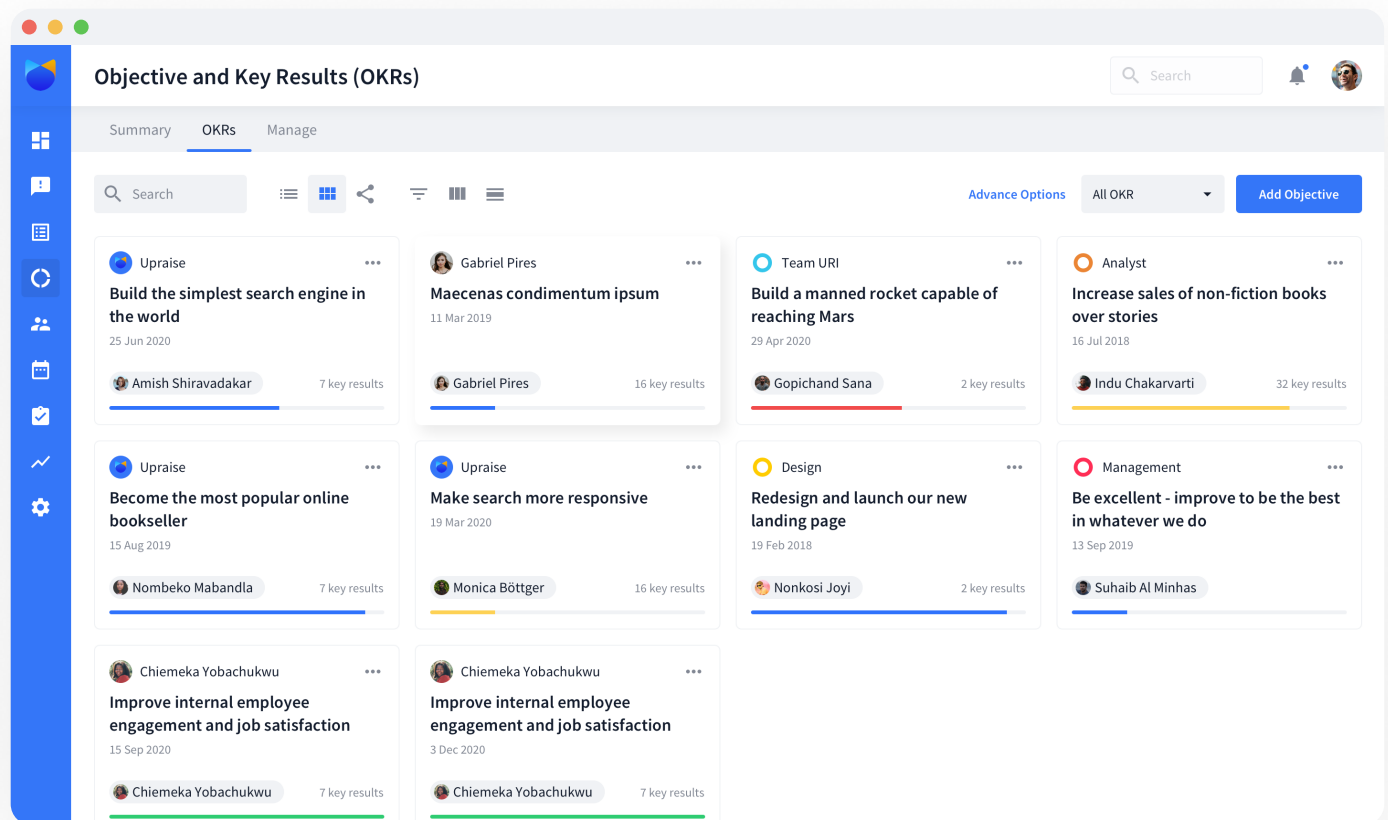 Objective and Key Results (OKRs)
Search
Summary
OKRs
Manage
Search
Advance Options
All OKR
Add Objective
Upraise
Build the simplest search engine in
the world
25 Jun 2020
Amish Shiravadakar
7 key results
Gabriel Pires
Maecenas condimentum ipsum
11 Mar 2019
Gabriel Pires
16 key results
Team URI
Build a manned rocket capable of
reaching Mars
29 Apr 2020
Gopichand Sana
2 key results
Analyst
Increase sales of non-fiction books
over stories
16 Jul 2018
Indu Chakarvarti
32 key results
Upraise
Become the most popular online
bookseller
15 Aug 2019
Nombeko Mabandla
7 key results
Upraise
Make search more responsive
19 Mar 2020
Monica Böttger
16 key results
Design
Redesign and launch our new
landing page
19 Feb 2018
Nonkosi Joyi
2 key results
Management
Be excellent - improve to be the best
in whatever we do
13 Sep 2019
Suhaib Al Minhas
Chiemeka Yobachukwu
Improve internal employee
engagement and job satisfaction
15 Sep 2020
Chiemeka Yobachukwu
7 key results
Chiemeka Yobachukwu
Improve internal employee
engagement and job satisfaction
3 Dec 2020
Chiemeka Yobachukwu
7 key results